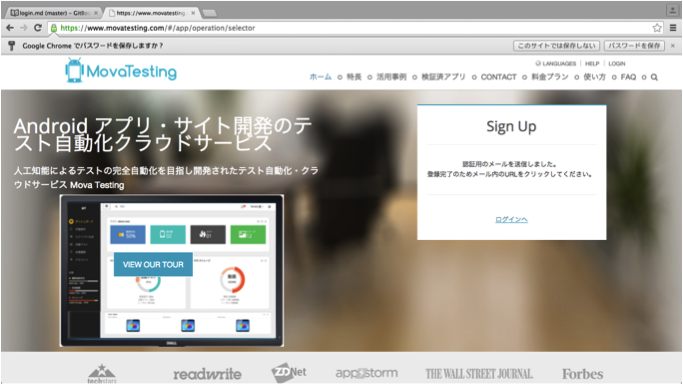 login.md (master) – GitBo
https://www.movatesting.
https://www.movatesting.com/#/app/operation/selector
Google Chrome でパスワードを保存しますか？
このサイトでは保存しない
パスワードを保存
LANGUAGES | HELP | LOGIN
MovaTesting
ホーム 特長 活用事例 検証済アプリ CONTACT 料金プラン 使い方 FAQ
Android アプリ・サイト開発のテ
スト自動化クラウドサービス
人工知能によるテストの完全自動化を目指し開発されたテスト自動化・クラ
ウドサービス Mova Testing
Sign Up
認証用のメールを送信しました。
登録完了のためメール内のURLをクリックしてください。
ログインへ
VIEW OUR TOUR
50%
DELL
techstars
readwrite
ZDNet
appstorm
THE WALL STREET JOURNAL
Forbes